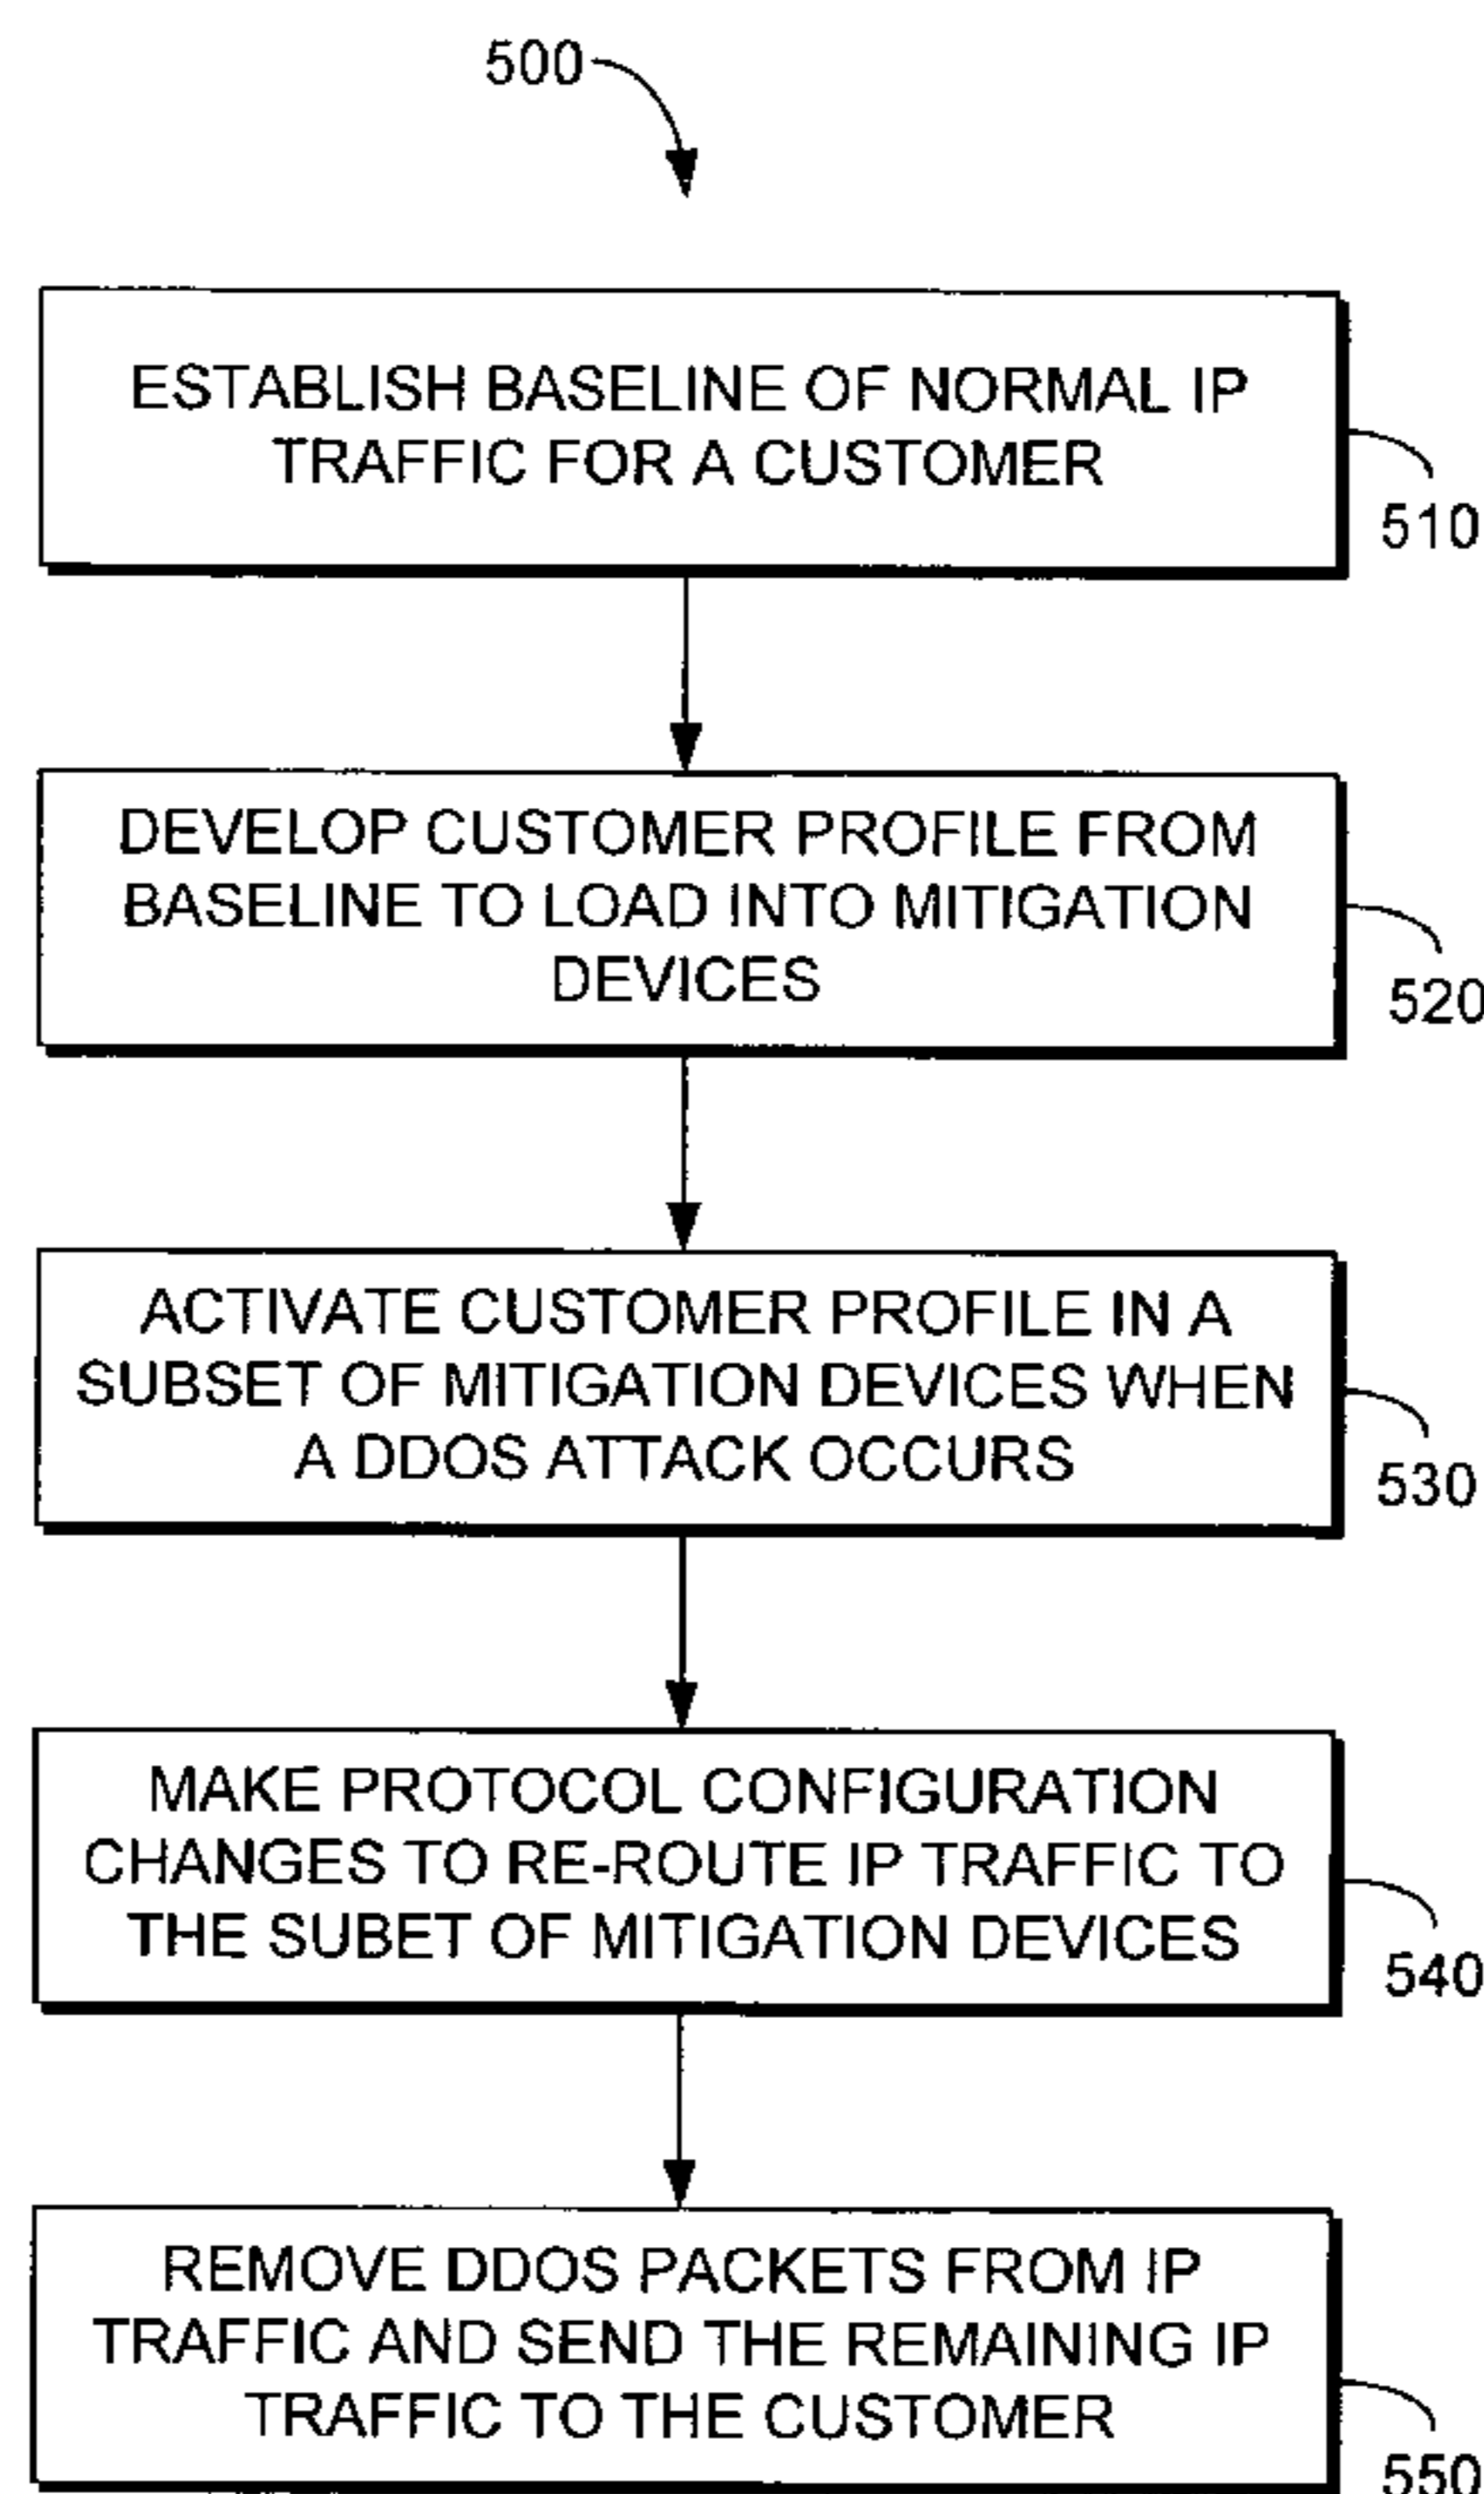 500
ESTABLISH BASELINE OF NORMAL IP
TRAFFIC FOR A CUSTOMER
510
DEVELOP CUSTOMER PROFILE FROM
BASELINE TO LOAD INTO MITIGATION
DEVICES
520
ACTIVATE CUSTOMER PROFILE IN A
SUBSET OF MITIGATION DEVICES WHEN
A DDOS ATTACK OCCURS
530
MAKE PROTOCOL CONFIGURATION
CHANGES TO RE-ROUTE IP TRAFFIC TO
THE SUBET OF MITIGATION DEVICES
540
REMOVE DDOS PACKETS FROM IP
TRAFFIC AND SEND THE REMAINING IP
TRAFFIC TO THE CUSTOMER
550